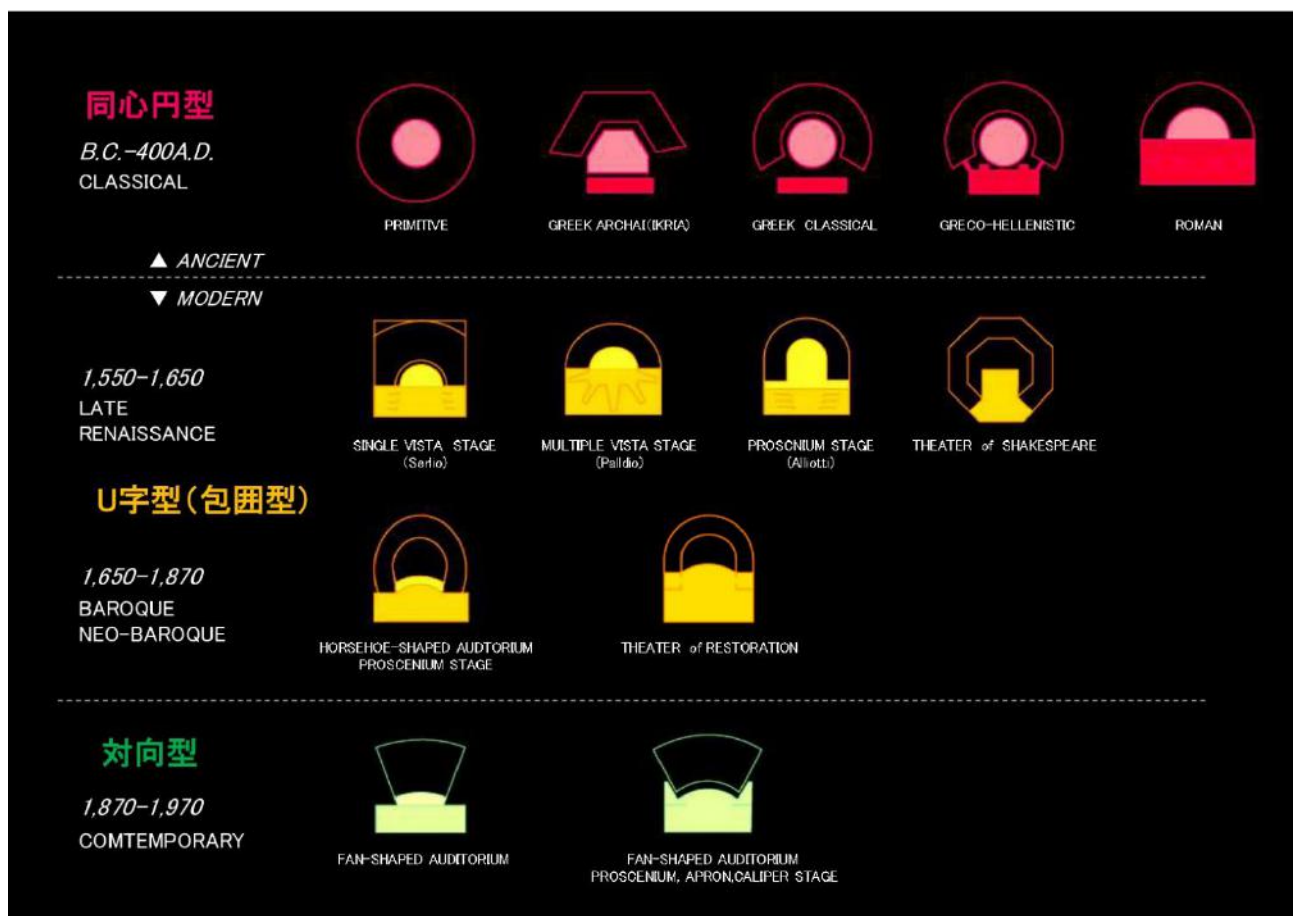 同心円型
B.C.-400A.D.
CLASSICAL
PRIMITIVE
GREEK ARCHAI(IKRIA)
GREEK CLASSICAL
GRECO-HELLENISTIC
ROMAN
▲ ANCIENT
▼ MODERN
1,550-1,650
LATE
RENAISSANCE
SINGLE VISTA STAGE
(Serlio)
MULTIPLE VISTA STAGE
(Palldio)
PROSCNIUM STAGE
(Alliotti)
THEATER of SHAKESPEARE
U字型(包囲型)
1,650-1,870
BAROQUE
NEO-BAROQUE
HORSEHOE-SHAPED AUDTORIUM
PROSCENIUM STAGE
THEATER of RESTORATION
対向型
1,870-1,970
COMTEMPORARY
FAN-SHAPED AUDITORIUM
FAN-SHAPED AUDITORIUM
PROSCENIUM, APRON,CALIPER STAGE